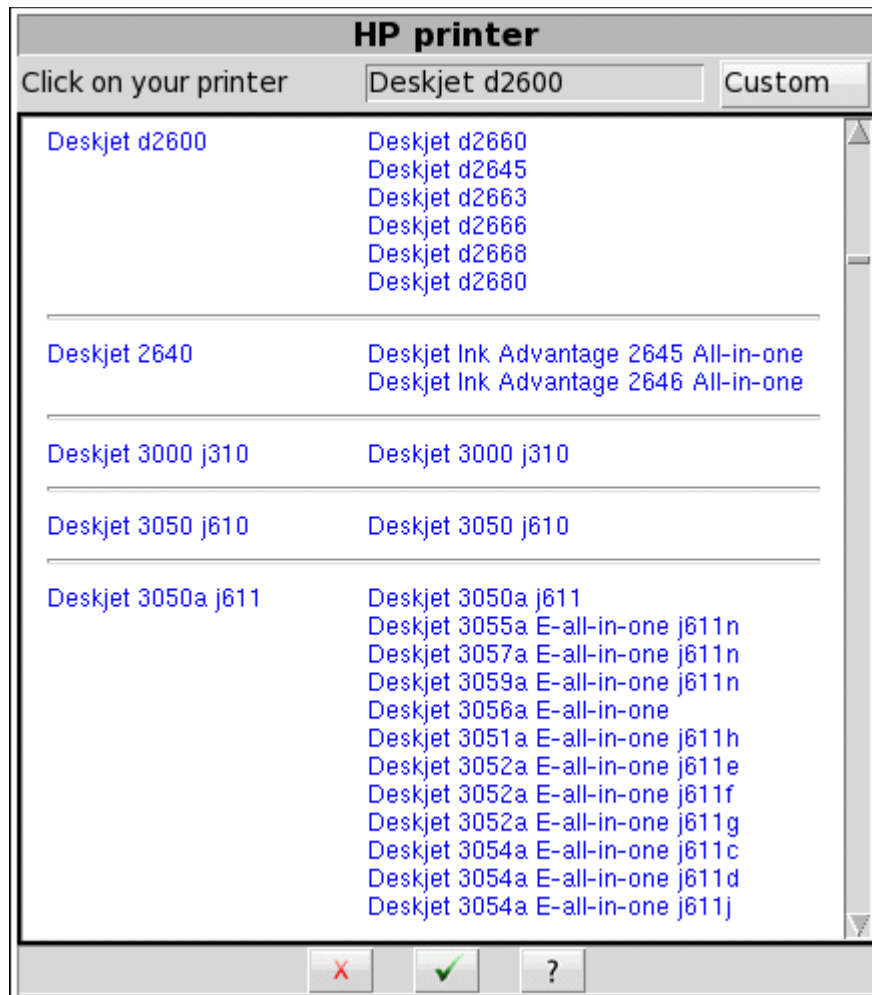 HP printer
Click on your printer Deskjet d2600 Custom
Deskjet d2600 Deskjet d2660
Deskjet d2645
Deskjet d2663
Deskjet d2666
Deskjet d2668
Deskjet d2680
Deskjet 2640 Deskjet Ink Advantage 2645 All-in-one
Deskjet Ink Advantage 2646 All-in-one
Deskjet 3000 j310 Deskjet 3000 j310
Deskjet 3050 j610 Deskjet 3050 j610
Deskjet 3050a j611 Deskjet 3050a j611
Deskjet 3055a E-all-in-one j611n
Deskjet 3057a E-all-in-one j611n
Deskjet 3059a E-all-in-one j611n
Deskjet 3056a E-all-in-one
Deskjet 3051a E-all-in-one j611h
Deskjet 3052a E-all-in-one j611e
Deskjet 3052a E-all-in-one j611f
Deskjet 3052a E-all-in-one j611g
Deskjet 3054a E-all-in-one j611c
Deskjet 3054a E-all-in-one j611d
Deskjet 3054a E-all-in-one j611j
?